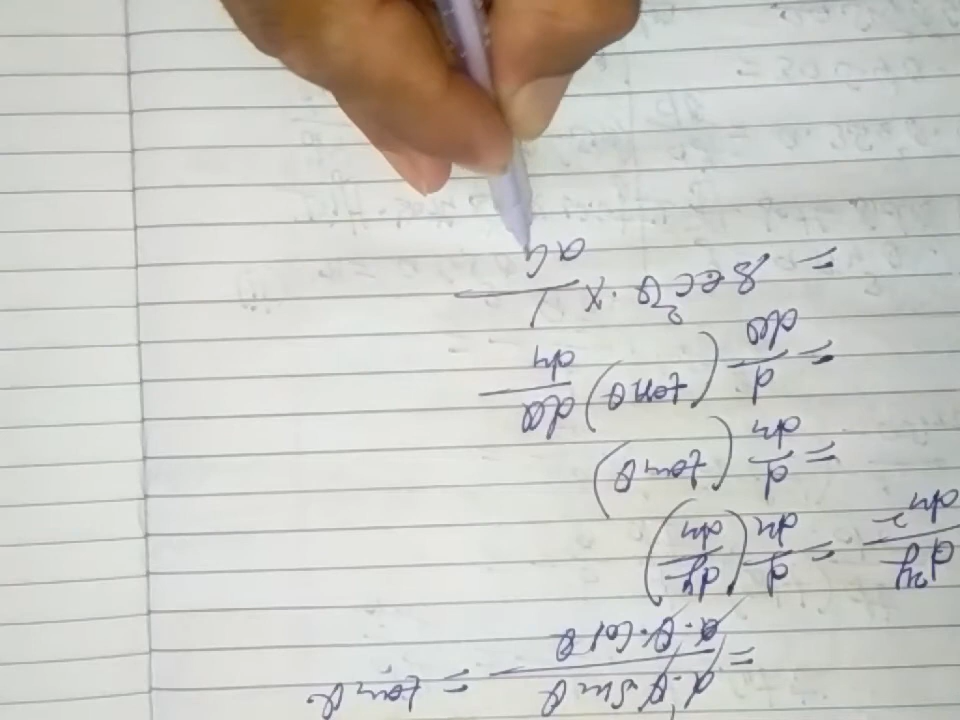 = a.θ.sinθ / a.θ.cosθ = tanθ
d²y/dx² = d/dx (dy/dx)
= d/dx (tanθ)
= d/dθ (tanθ) dθ/dx
= sec²θ . x 1/aθ